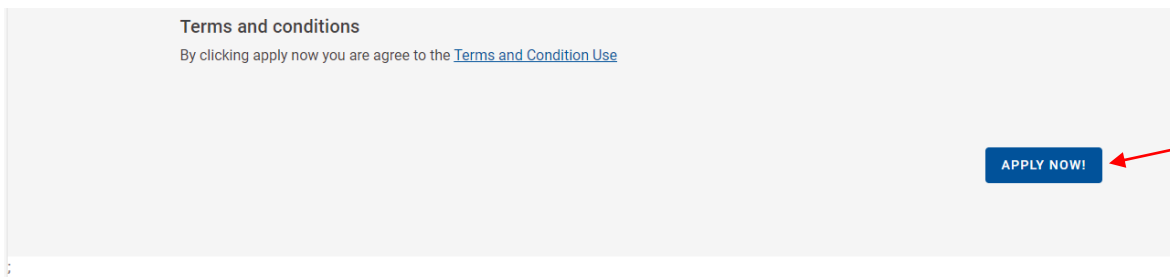 Terms and conditions
By clicking apply now you are agree to the Terms and Condition Use
APPLY NOW!
;